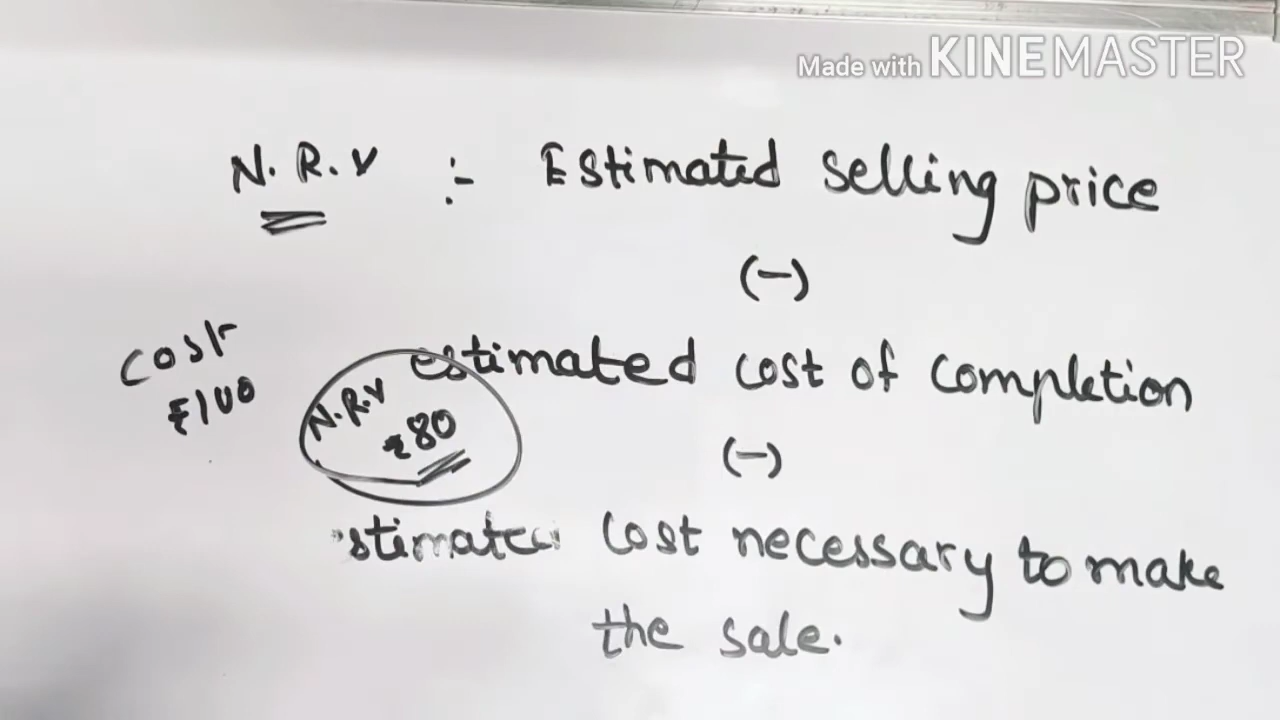 Made with KINEMASTER
N.R.V :- Estimated selling price
(-)
estimated cost of completion
Cost
₹100
N.R.V
₹80
(-)
stimated cost necessary to make
the sale.